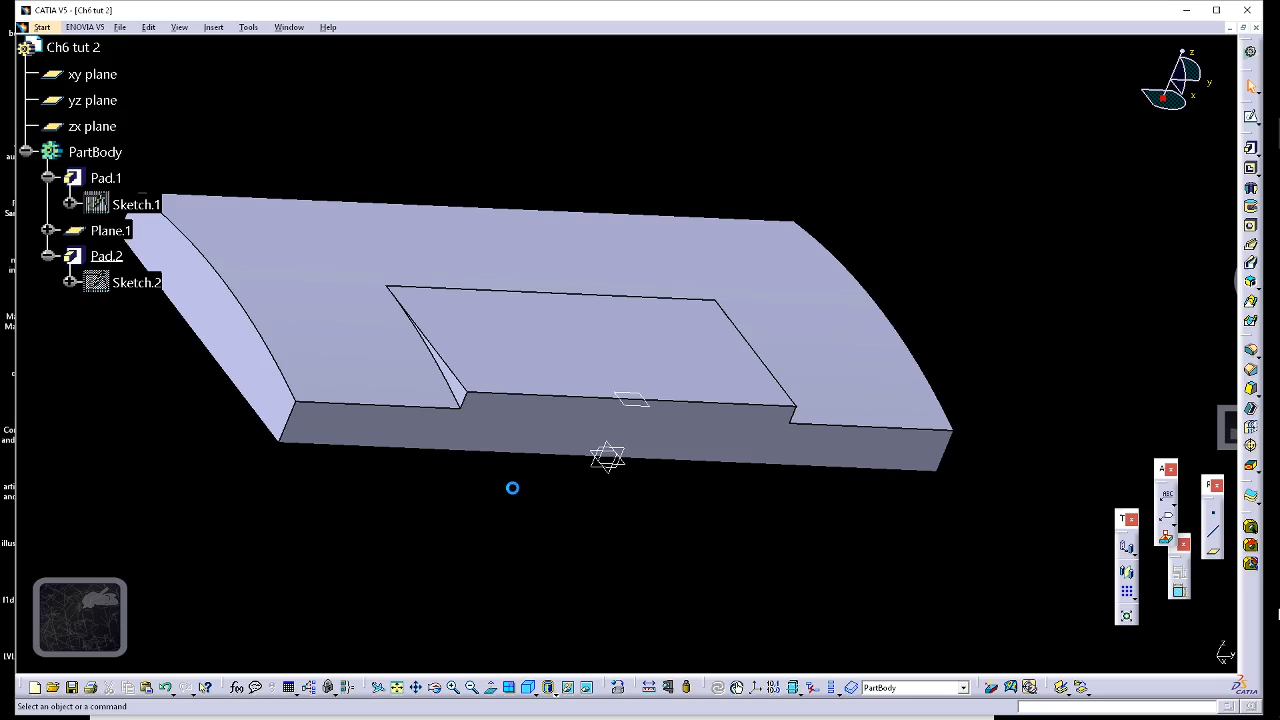 CATIA V5 - [Ch6 tut 2]
Start ENOVIA V5 File Edit View Insert Tools Window Help
Ch6 tut 2
xy plane
yz plane
zx plane
PartBody
Pad.1
Sketch.1
Plane.1
Pad.2
Sketch.2
z
y
x
A
ABC
PartBody
Select an object or a command